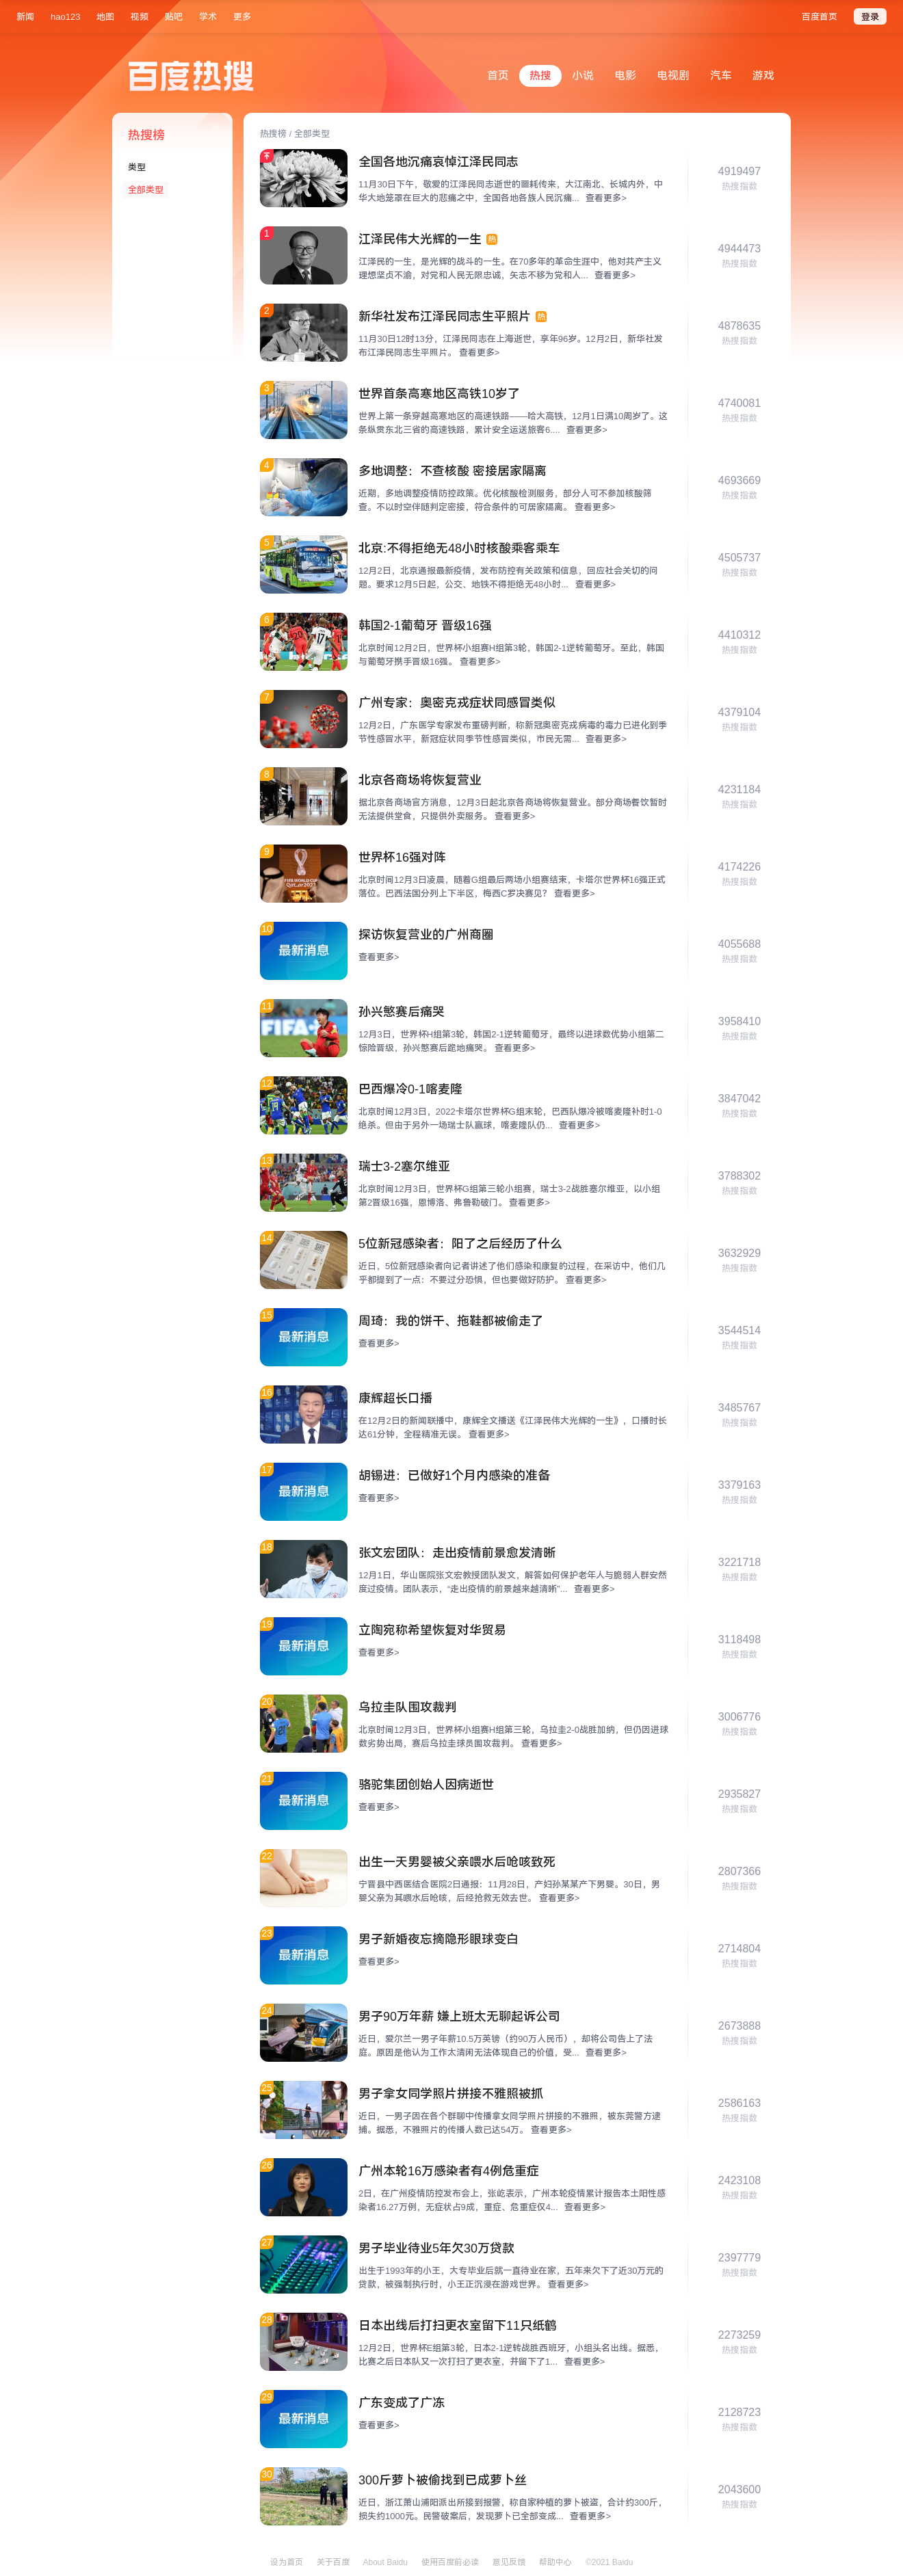 新闻 hao123 地图 视频 贴吧 学术 更多 百度首页 登录
百度热搜
首页 热搜 小说 电影 电视剧 汽车 游戏
热搜榜
类型
全部类型
热搜榜 / 全部类型
全国各地沉痛哀悼江泽民同志
11月30日下午，敬爱的江泽民同志逝世的噩耗传来，大江南北、长城内外，中
华大地笼罩在巨大的悲痛之中，全国各地各族人民沉痛... 查看更多>
4919497
热搜指数
1
江泽民伟大光辉的一生 热
江泽民的一生，是光辉的战斗的一生。在70多年的革命生涯中，他对共产主义
理想坚贞不渝，对党和人民无限忠诚，矢志不移为党和人... 查看更多>
4944473
热搜指数
2
新华社发布江泽民同志生平照片 热
11月30日12时13分，江泽民同志在上海逝世，享年96岁。12月2日，新华社发
布江泽民同志生平照片。 查看更多>
4878635
热搜指数
3
世界首条高寒地区高铁10岁了
世界上第一条穿越高寒地区的高速铁路——哈大高铁，12月1日满10周岁了。这
条纵贯东北三省的高速铁路，累计安全运送旅客6.... 查看更多>
4740081
热搜指数
4
多地调整：不查核酸 密接居家隔离
近期，多地调整疫情防控政策。优化核酸检测服务，部分人可不参加核酸筛
查。不以时空伴随判定密接，符合条件的可居家隔离。 查看更多>
4693669
热搜指数
5
北京:不得拒绝无48小时核酸乘客乘车
12月2日，北京通报最新疫情，发布防控有关政策和信息，回应社会关切的问
题。要求12月5日起，公交、地铁不得拒绝无48小时... 查看更多>
4505737
热搜指数
6
韩国2-1葡萄牙 晋级16强
北京时间12月2日，世界杯小组赛H组第3轮，韩国2-1逆转葡萄牙。至此，韩国
与葡萄牙携手晋级16强。 查看更多>
4410312
热搜指数
7
广州专家：奥密克戎症状同感冒类似
12月2日，广东医学专家发布重磅判断，称新冠奥密克戎病毒的毒力已进化到季
节性感冒水平，新冠症状同季节性感冒类似，市民无需... 查看更多>
4379104
热搜指数
8
北京各商场将恢复营业
据北京各商场官方消息，12月3日起北京各商场将恢复营业。部分商场餐饮暂时
无法提供堂食，只提供外卖服务。 查看更多>
4231184
热搜指数
9
世界杯16强对阵
北京时间12月3日凌晨，随着G组最后两场小组赛结束，卡塔尔世界杯16强正式
落位。巴西法国分列上下半区，梅西C罗决赛见？ 查看更多>
4174226
热搜指数
10
最新消息
探访恢复营业的广州商圈
查看更多>
4055688
热搜指数
11
孙兴慜赛后痛哭
12月3日，世界杯H组第3轮，韩国2-1逆转葡萄牙，最终以进球数优势小组第二
惊险晋级，孙兴慜赛后跪地痛哭。 查看更多>
3958410
热搜指数
12
巴西爆冷0-1喀麦隆
北京时间12月3日，2022卡塔尔世界杯G组末轮，巴西队爆冷被喀麦隆补时1-0
绝杀。但由于另外一场瑞士队赢球，喀麦隆队仍... 查看更多>
3847042
热搜指数
13
瑞士3-2塞尔维亚
北京时间12月3日，世界杯G组第三轮小组赛，瑞士3-2战胜塞尔维亚，以小组
第2晋级16强，恩博洛、弗鲁勒破门。 查看更多>
3788302
热搜指数
14
5位新冠感染者：阳了之后经历了什么
近日，5位新冠感染者向记者讲述了他们感染和康复的过程，在采访中，他们几
乎都提到了一点：不要过分恐惧，但也要做好防护。 查看更多>
3632929
热搜指数
15
最新消息
周琦：我的饼干、拖鞋都被偷走了
查看更多>
3544514
热搜指数
16
康辉超长口播
在12月2日的新闻联播中，康辉全文播送《江泽民伟大光辉的一生》，口播时长
达61分钟，全程精准无误。 查看更多>
3485767
热搜指数
17
最新消息
胡锡进：已做好1个月内感染的准备
查看更多>
3379163
热搜指数
18
张文宏团队：走出疫情前景愈发清晰
12月1日，华山医院张文宏教授团队发文，解答如何保护老年人与脆弱人群安然
度过疫情。团队表示，“走出疫情的前景越来越清晰”... 查看更多>
3221718
热搜指数
19
最新消息
立陶宛称希望恢复对华贸易
查看更多>
3118498
热搜指数
20
乌拉圭队围攻裁判
北京时间12月3日，世界杯小组赛H组第三轮，乌拉圭2-0战胜加纳，但仍因进球
数劣势出局，赛后乌拉圭球员围攻裁判。 查看更多>
3006776
热搜指数
21
最新消息
骆驼集团创始人因病逝世
查看更多>
2935827
热搜指数
22
出生一天男婴被父亲喂水后呛咳致死
宁晋县中西医结合医院2日通报：11月28日，产妇孙某某产下男婴。30日，男
婴父亲为其喂水后呛咳，后经抢救无效去世。 查看更多>
2807366
热搜指数
23
最新消息
男子新婚夜忘摘隐形眼球变白
查看更多>
2714804
热搜指数
24
男子90万年薪 嫌上班太无聊起诉公司
近日，爱尔兰一男子年薪10.5万英镑（约90万人民币），却将公司告上了法
庭。原因是他认为工作太清闲无法体现自己的价值，受... 查看更多>
2673888
热搜指数
25
男子拿女同学照片拼接不雅照被抓
近日，一男子因在各个群聊中传播拿女同学照片拼接的不雅照，被东莞警方逮
捕。据悉，不雅照片的传播人数已达54万。 查看更多>
2586163
热搜指数
26
广州本轮16万感染者有4例危重症
2日，在广州疫情防控发布会上，张屹表示，广州本轮疫情累计报告本土阳性感
染者16.27万例，无症状占9成，重症、危重症仅4... 查看更多>
2423108
热搜指数
27
男子毕业待业5年欠30万贷款
出生于1993年的小王，大专毕业后就一直待业在家，五年来欠下了近30万元的
贷款，被强制执行时，小王正沉浸在游戏世界。 查看更多>
2397779
热搜指数
28
日本出线后打扫更衣室留下11只纸鹤
12月2日，世界杯E组第3轮，日本2-1逆转战胜西班牙，小组头名出线。据悉，
比赛之后日本队又一次打扫了更衣室，并留下了1... 查看更多>
2273259
热搜指数
29
最新消息
广东变成了广冻
查看更多>
2128723
热搜指数
30
300斤萝卜被偷找到已成萝卜丝
近日，浙江萧山浦阳派出所接到报警，称自家种植的萝卜被盗，合计约300斤，
损失约1000元。民警破案后，发现萝卜已全部变成... 查看更多>
2043600
热搜指数
设为首页 关于百度 About Baidu 使用百度前必读 意见反馈 帮助中心 ©2021 Baidu